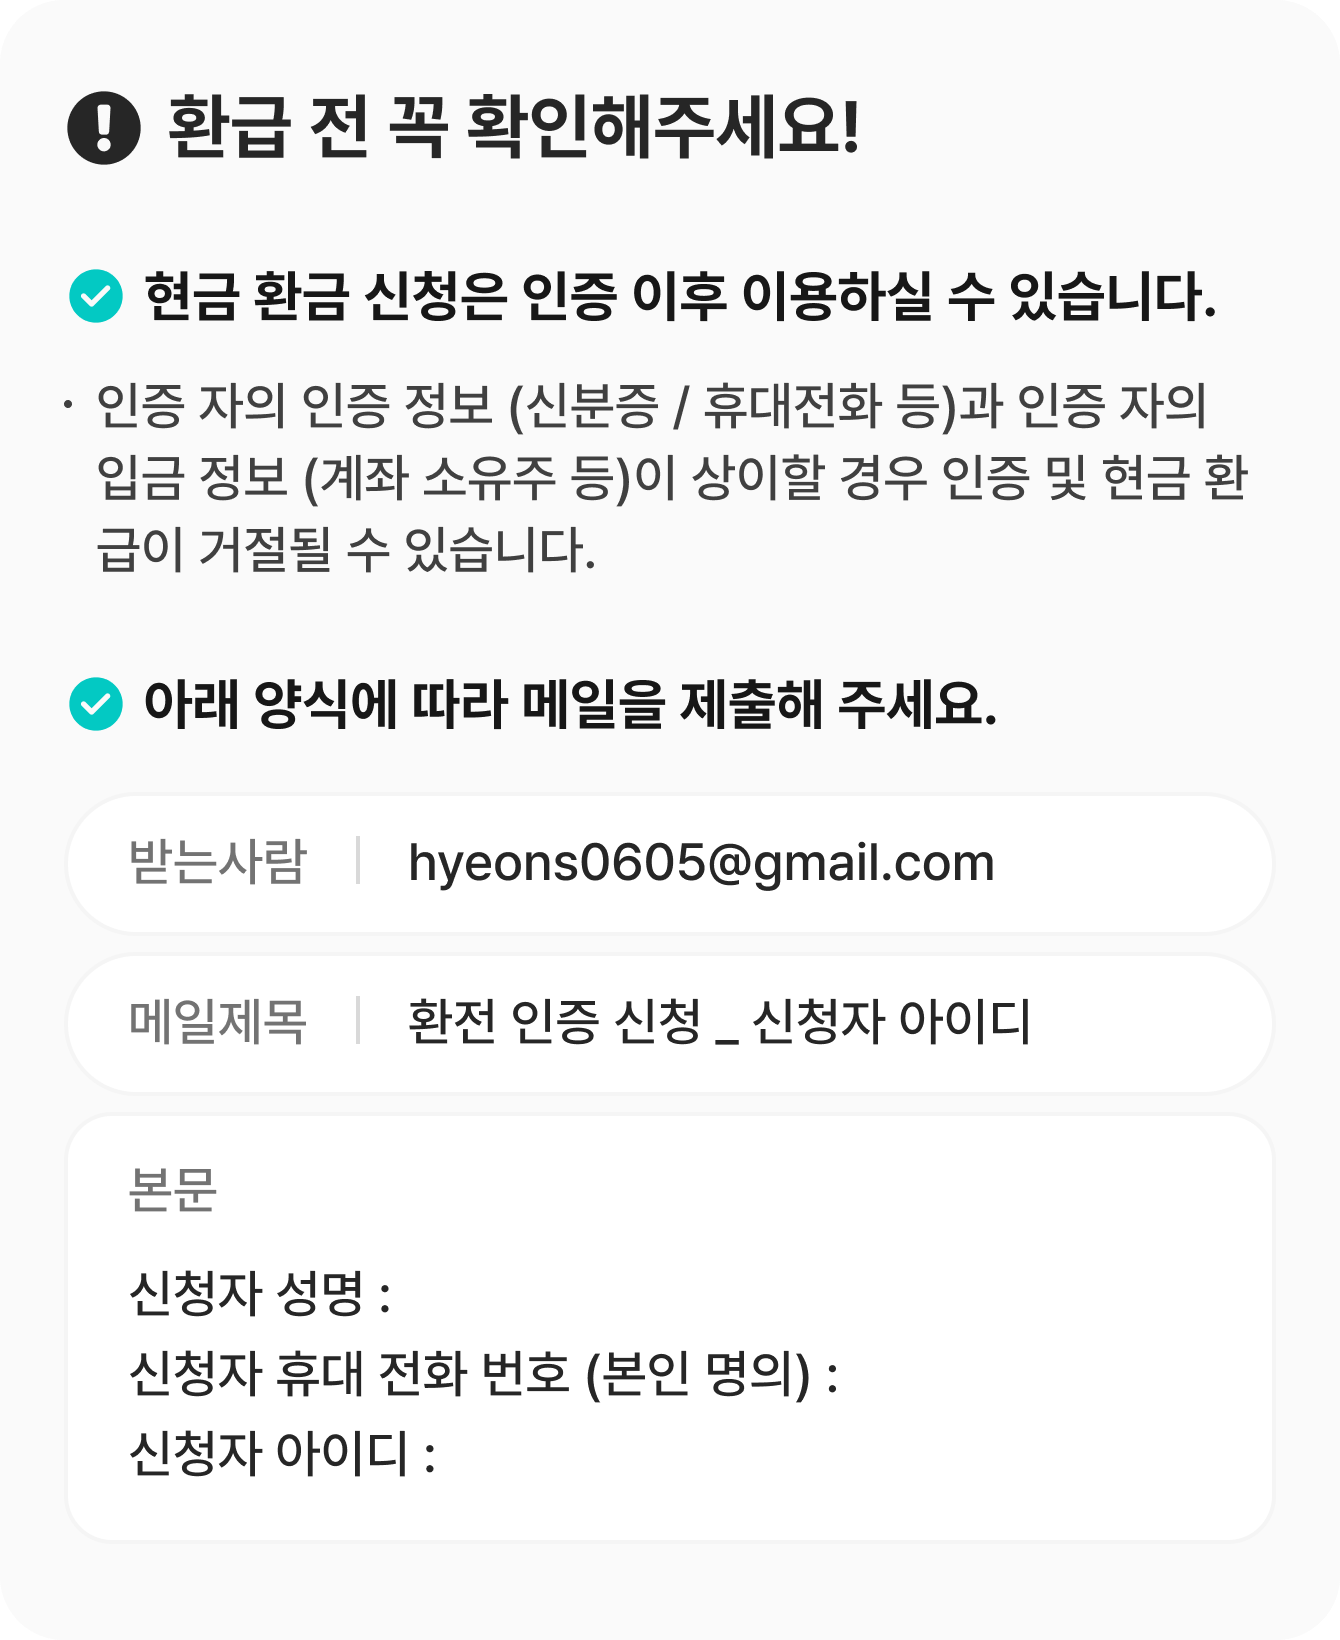 환급 전 꼭 확인해주세요!
현금 환금 신청은 인증 이후 이용하실 수 있습니다.
· 인증 자의 인증 정보 (신분증 / 휴대전화 등)과 인증 자의
입금 정보 (계좌 소유주 등)이 상이할 경우 인증 및 현금 환
급이 거절될 수 있습니다.
아래 양식에 따라 메일을 제출해 주세요.
받는사람 | hyeons0605@gmail.com
메일제목 | 환전 인증 신청 _ 신청자 아이디
본문
신청자 성명 :
신청자 휴대 전화 번호 (본인 명의) :
신청자 아이디 :